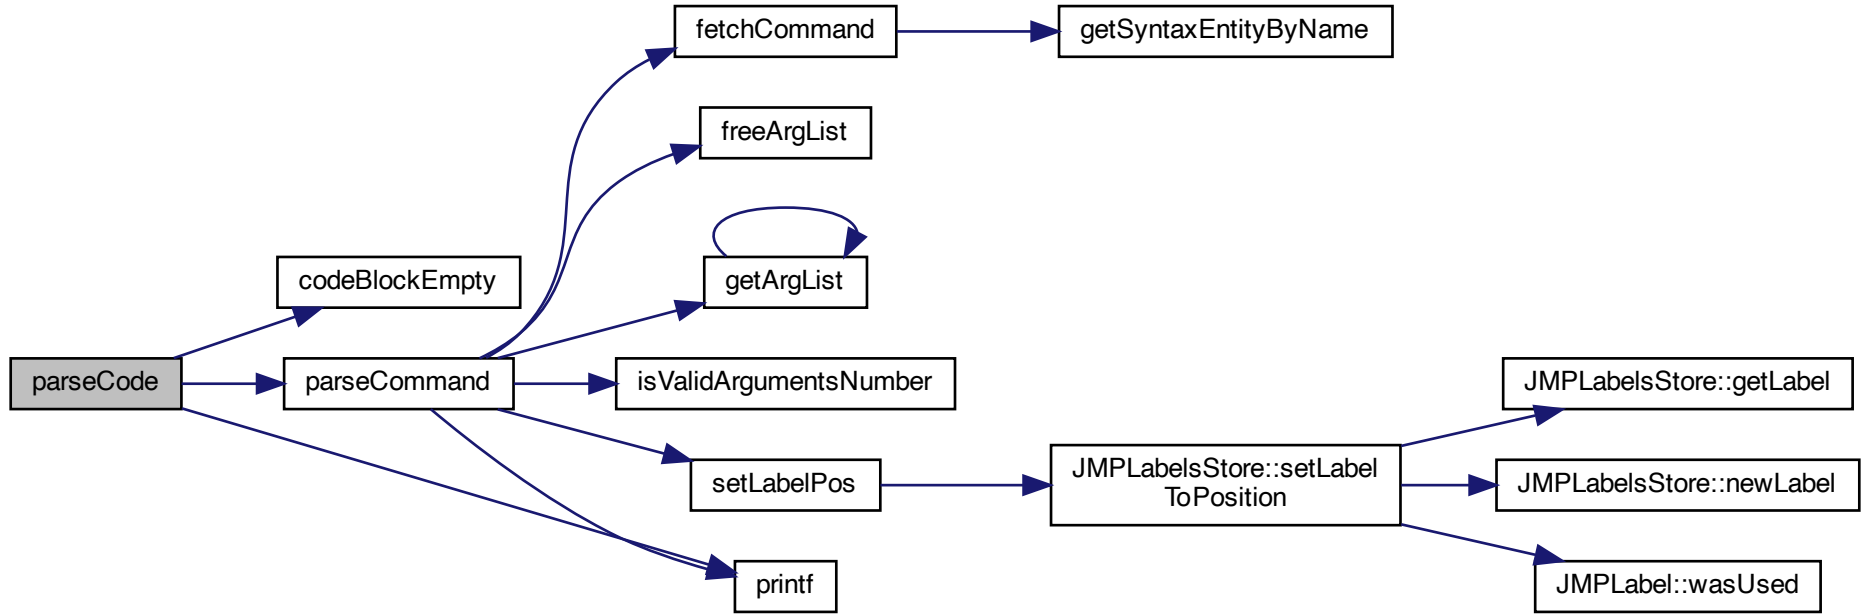 fetchCommand
getSyntaxEntityByName
freeArgList
codeBlockEmpty
getArgList
parseCode
parseCommand
isValidArgumentsNumber
JMPLabelsStore::getLabel
setLabelPos
JMPLabelsStore::setLabel
ToPosition
JMPLabelsStore::newLabel
printf
JMPLabel::wasUsed